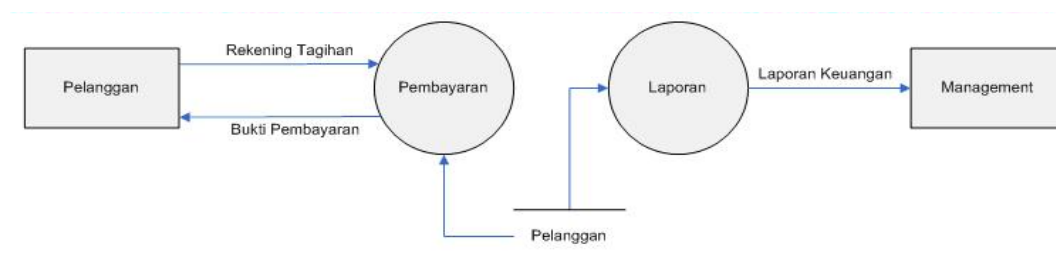 Rekening Tagihan
Pelanggan
Pembayaran
Bukti Pembayaran
Laporan
Laporan Keuangan
Management
Pelanggan